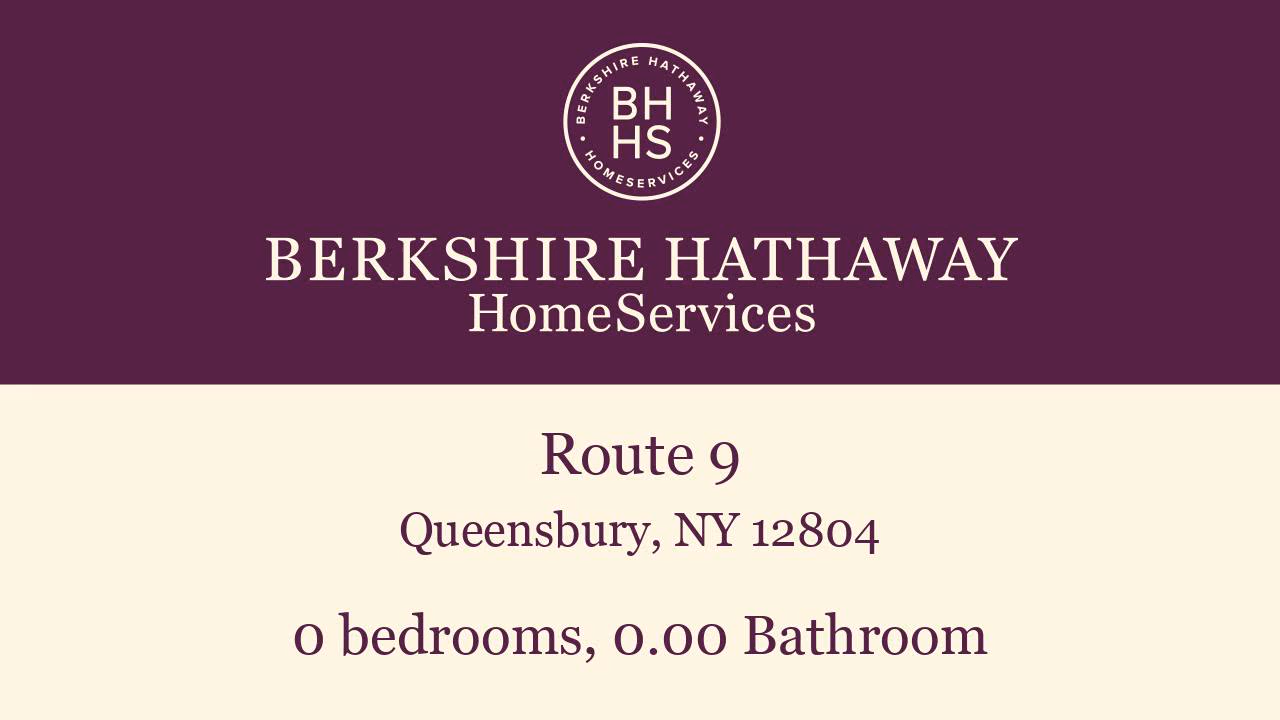 BERKSHIRE HATHAWAY
BH
HS
HOMESERVICES
BERKSHIRE HATHAWAY
HomeServices
Route 9
Queensbury, NY 12804
0 bedrooms, 0.00 Bathroom